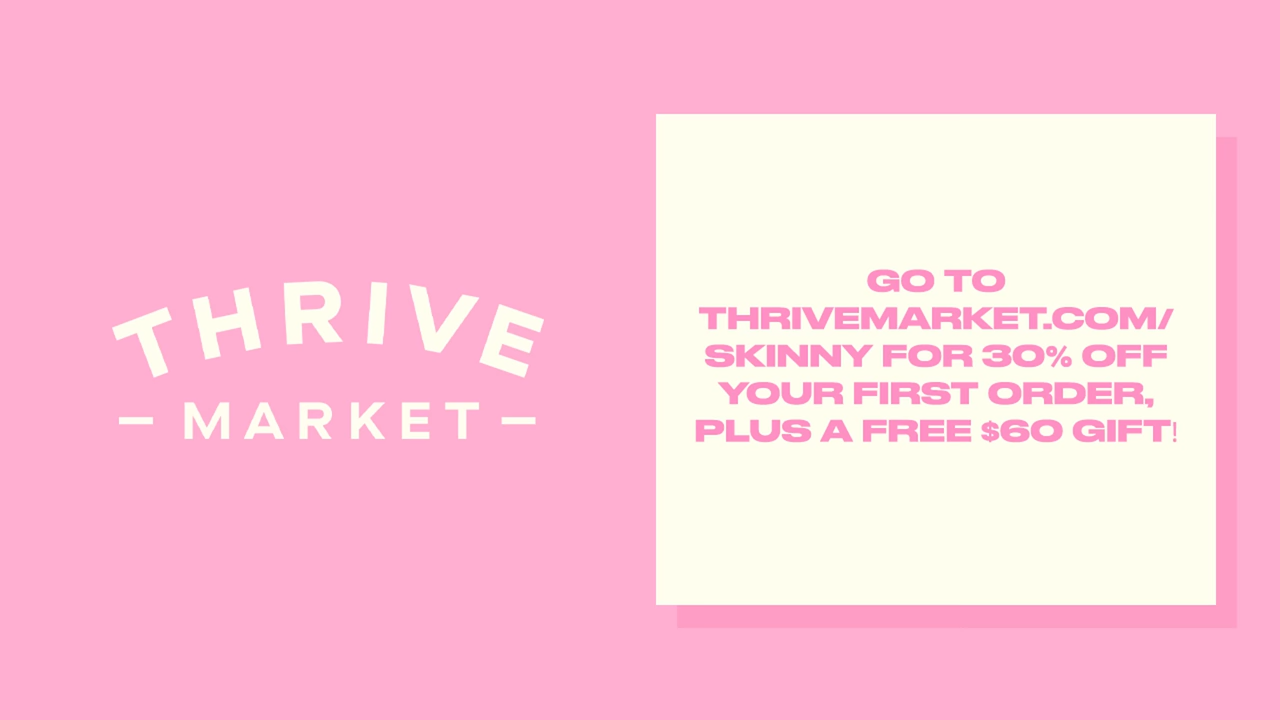 THRIVE
— MARKET —
GO TO
THRIVEMARKET.COM/
SKINNY FOR 30% OFF
YOUR FIRST ORDER,
PLUS A FREE $60 GIFT!